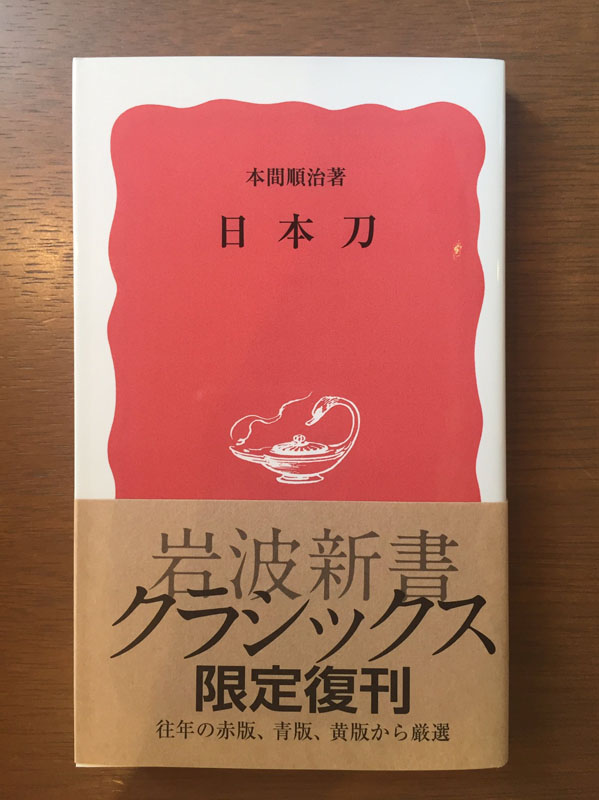 本間順治著
日本刀
岩波新書
クラシックス
限定復刊
往年の赤版、青版、黄版から厳選